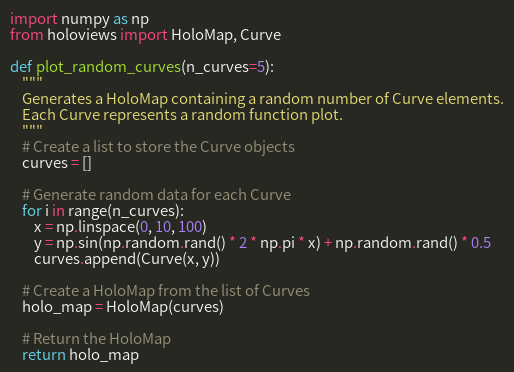 import numpy as np
from holoviews import HoloMap, Curve

def plot_random_curves(n_curves=5):
    """
    Generates a HoloMap containing a random number of Curve elements.
    Each Curve represents a random function plot.
    """
    # Create a list to store the Curve objects
    curves = []

    # Generate random data for each Curve
    for i in range(n_curves):
        x = np.linspace(0, 10, 100)
        y = np.sin(np.random.rand() * 2 * np.pi * x) + np.random.rand() * 0.5
        curves.append(Curve(x, y))

    # Create a HoloMap from the list of Curves
    holo_map = HoloMap(curves)

    # Return the HoloMap
    return holo_map